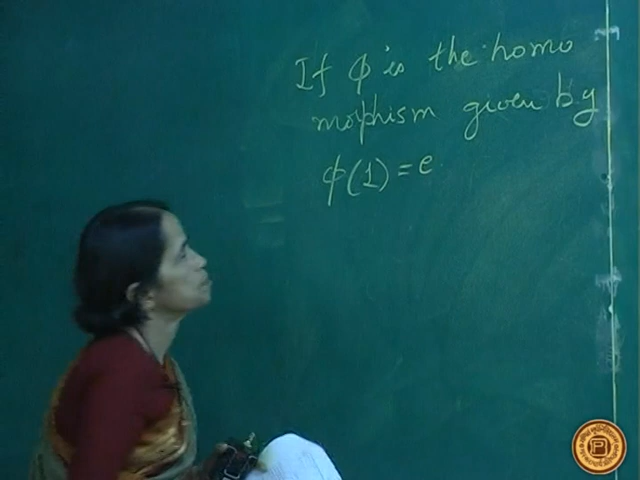 If φ is the homo
morphism given by
φ(1) = e